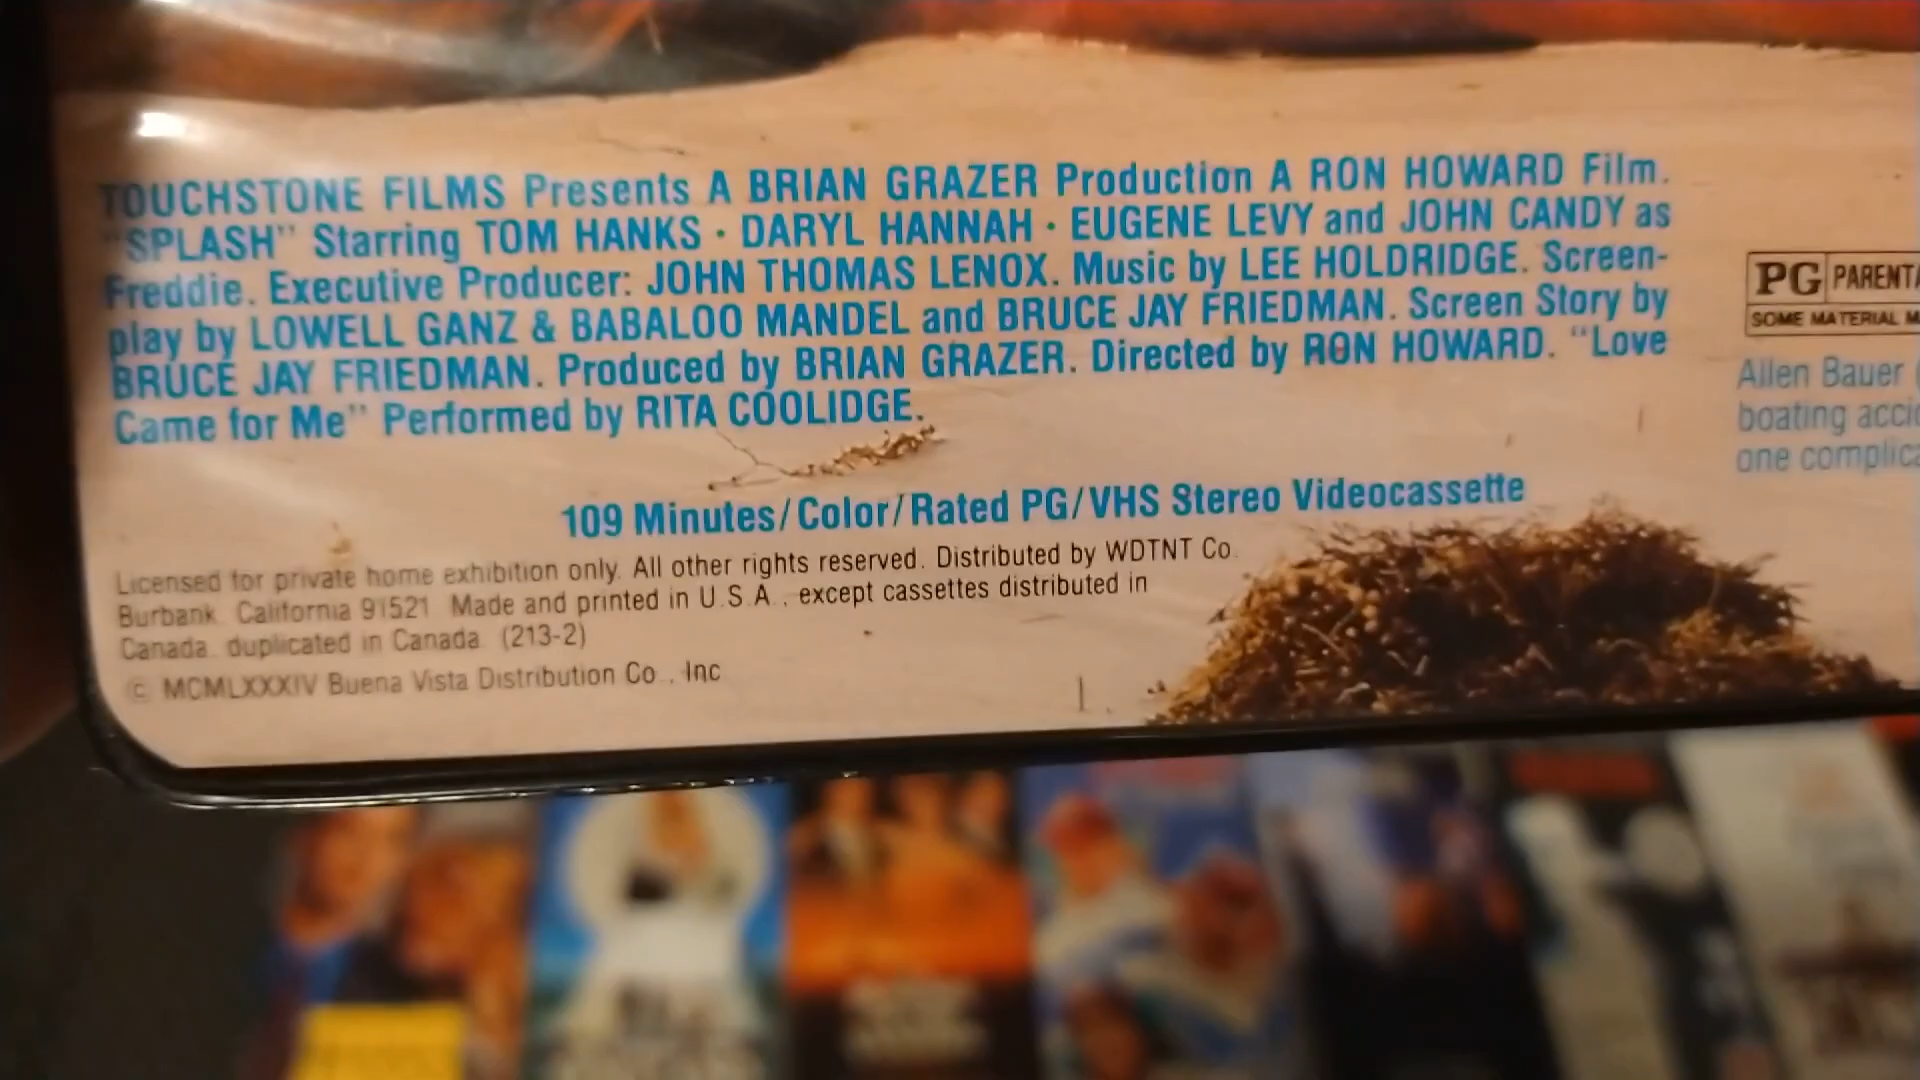 TOUCHSTONE FILMS Presents A BRIAN GRAZER Production A RON HOWARD Film.
"SPLASH" Starring TOM HANKS · DARYL HANNAH · EUGENE LEVY and JOHN CANDY as
Freddie. Executive Producer: JOHN THOMAS LENOX. Music by LEE HOLDRIDGE. Screen-
play by LOWELL GANZ & BABALOO MANDEL and BRUCE JAY FRIEDMAN. Screen Story by
BRUCE JAY FRIEDMAN. Produced by BRIAN GRAZER. Directed by RON HOWARD. "Love
Came for Me" Performed by RITA COOLIDGE.
109 Minutes/Color/Rated PG/VHS Stereo Videocassette
Licensed for private home exhibition only. All other rights reserved. Distributed by WDTNT Co.
Burbank, California 91521 Made and printed in U.S.A., except cassettes distributed in
Canada, duplicated in Canada. (213-2)
© MCMLXXXIV Buena Vista Distribution Co., Inc
PG PARENTA
SOME MATERIAL M
Allen Bauer
boating acci
one complica